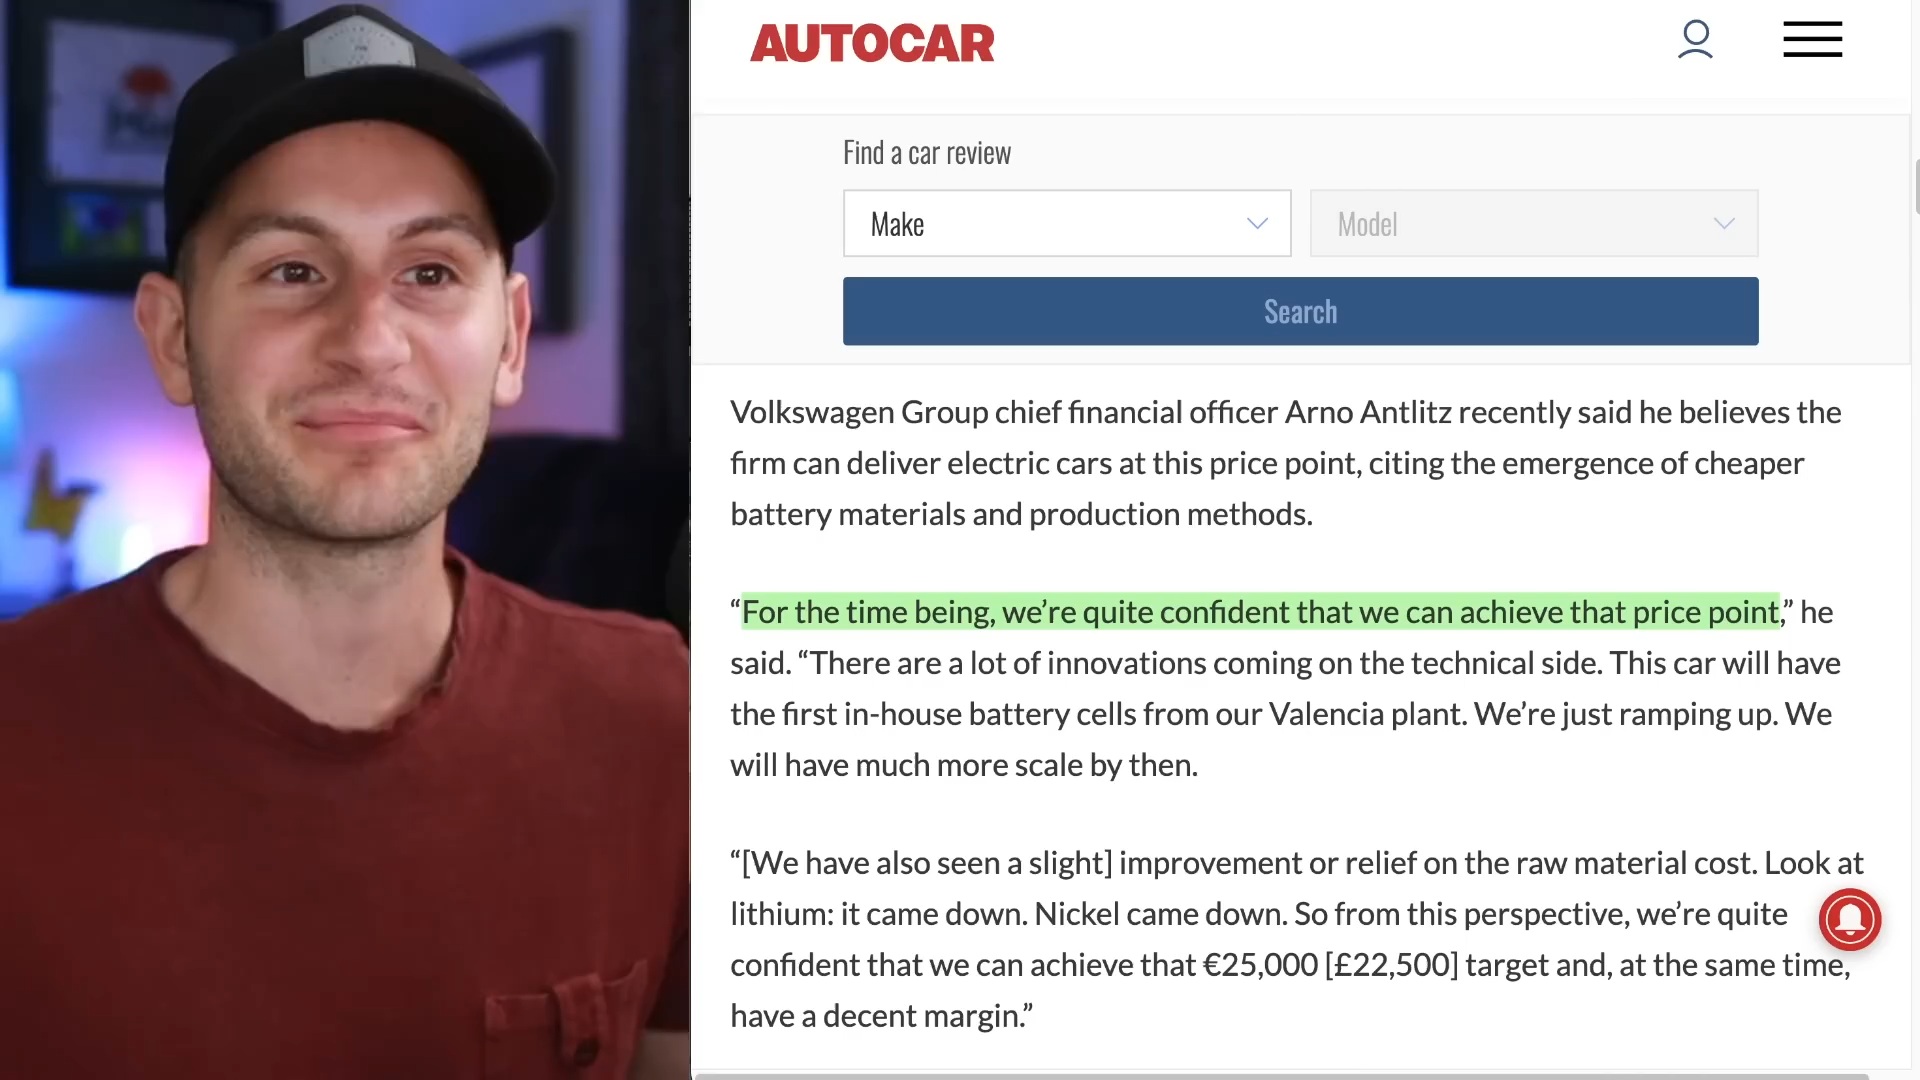 AUTOCAR
Find a car review
Make
Model
Search
Volkswagen Group chief financial officer Arno Antlitz recently said he believes the
firm can deliver electric cars at this price point, citing the emergence of cheaper
battery materials and production methods.
“For the time being, we’re quite confident that we can achieve that price point,” he
said. “There are a lot of innovations coming on the technical side. This car will have
the first in-house battery cells from our Valencia plant. We’re just ramping up. We
will have much more scale by then.
“[We have also seen a slight] improvement or relief on the raw material cost. Look at
lithium: it came down. Nickel came down. So from this perspective, we’re quite
confident that we can achieve that €25,000 [£22,500] target and, at the same time,
have a decent margin.”